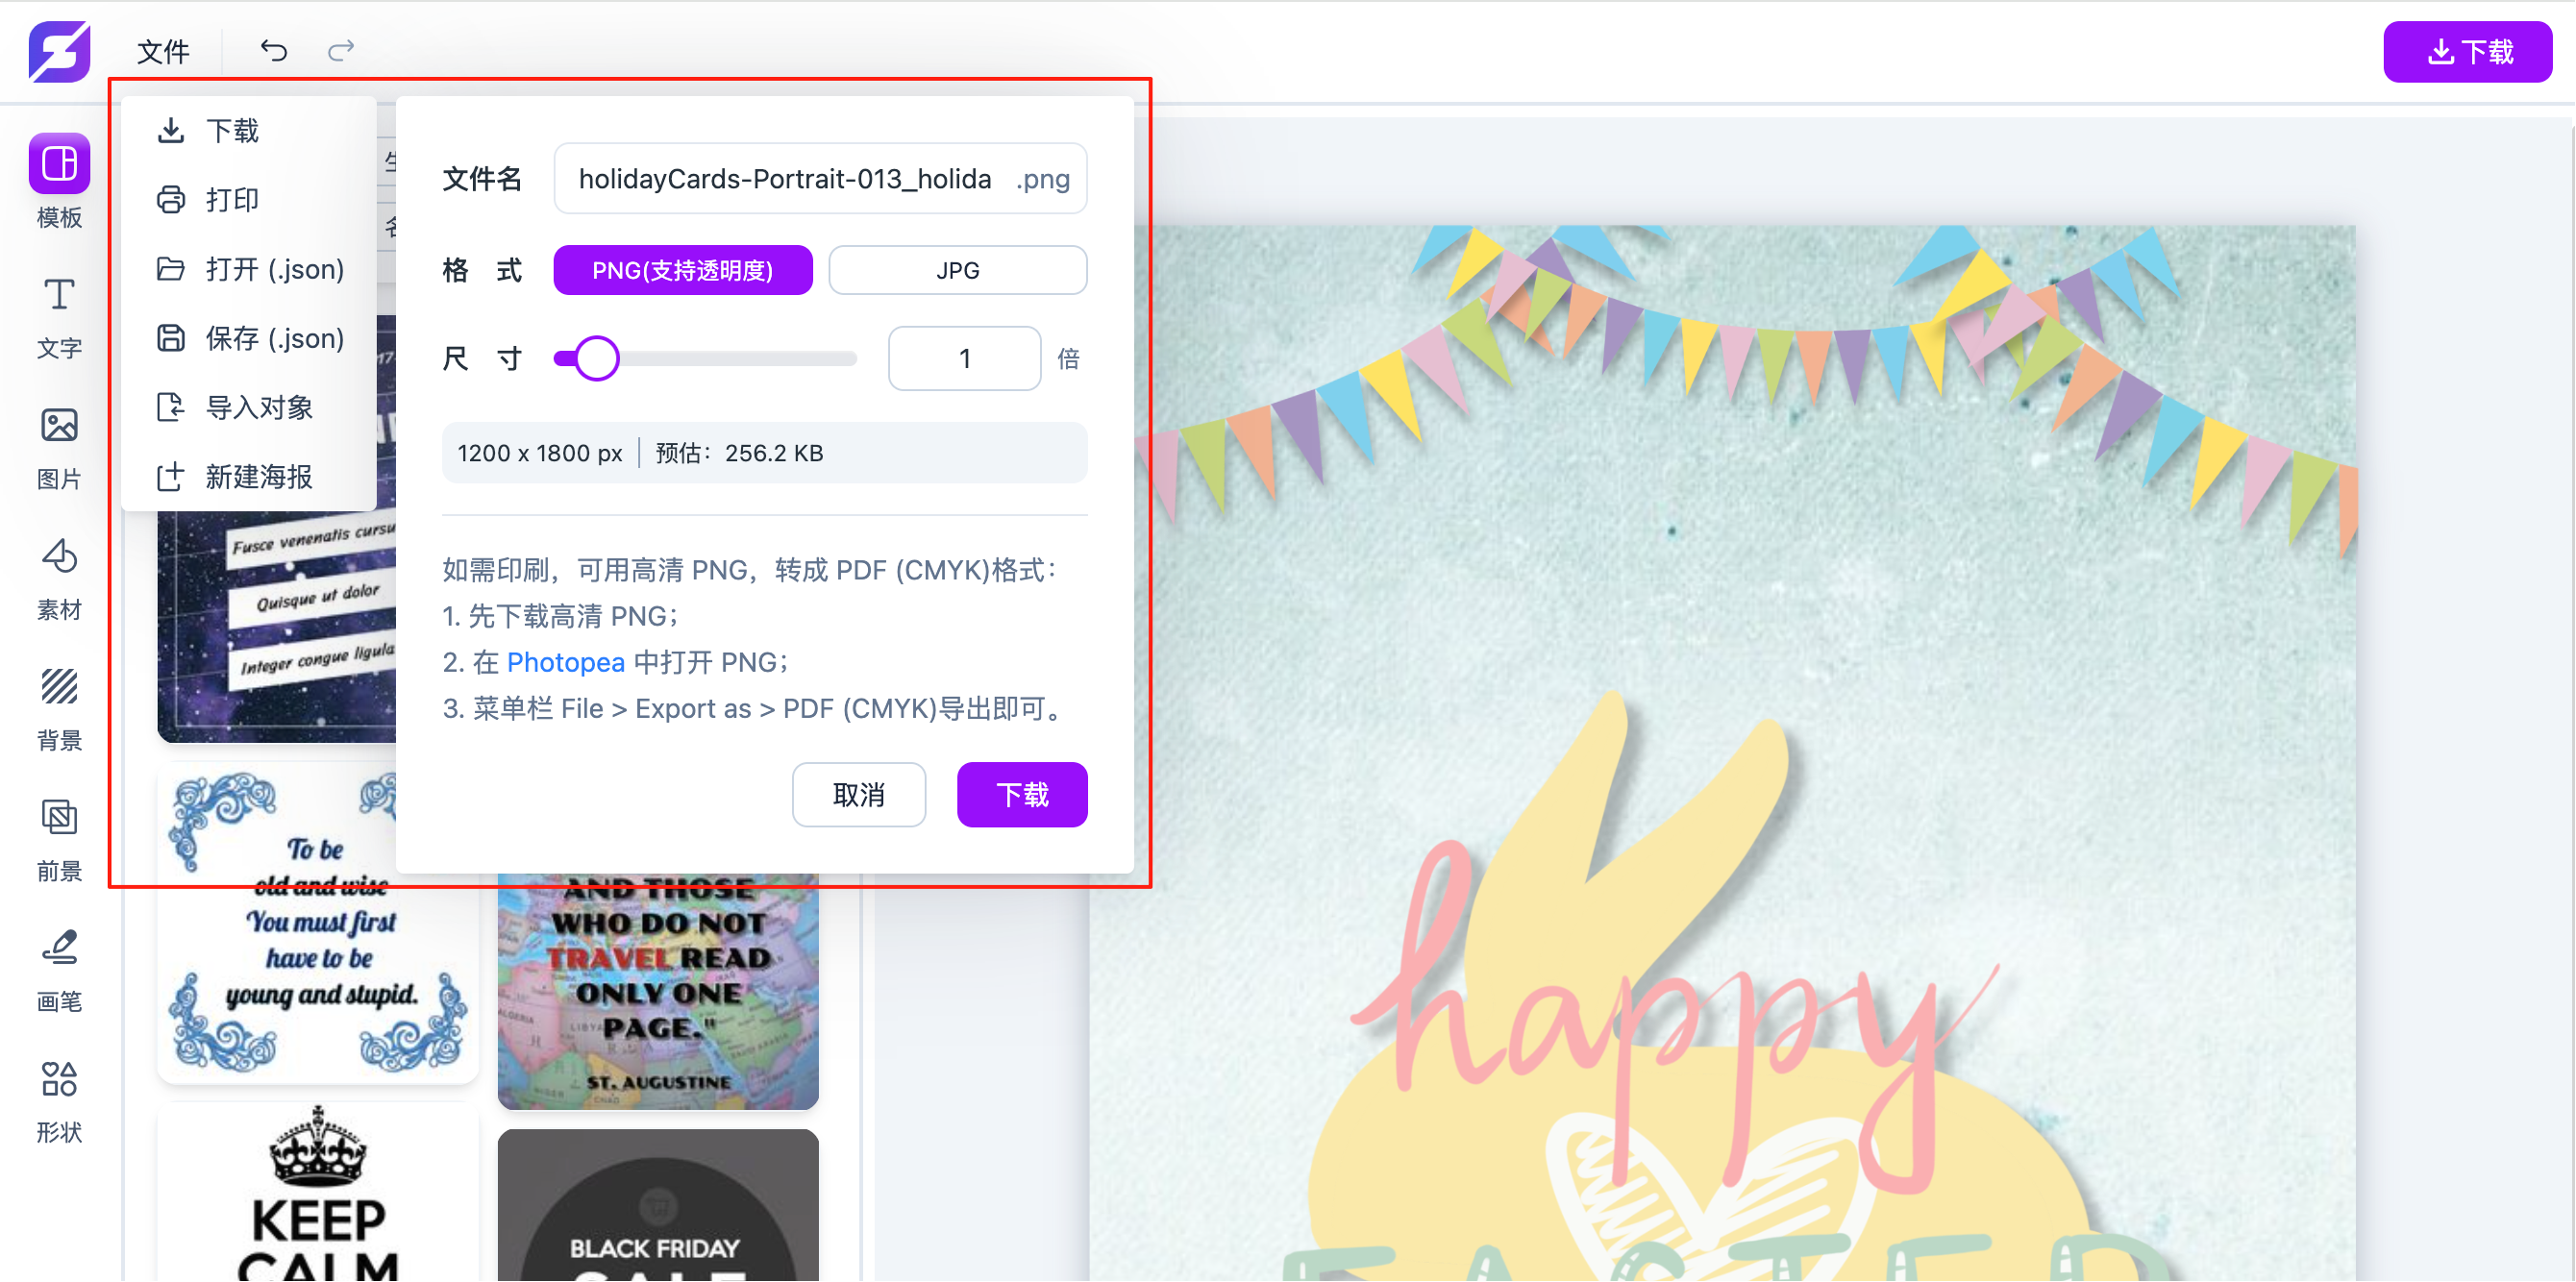 文件
下载
模板
文字
图片
素材
背景
前景
画笔
形状
下载
打印
打开 (.json)
保存 (.json)
导入对象
新建海报
文件名 holidayCards-Portrait-013_holida .png
格 式 PNG(支持透明度) JPG
尺 寸 1 倍
1200 x 1800 px 预估：256.2 KB
如需印刷，可用高清 PNG，转成 PDF (CMYK)格式：
1. 先下载高清 PNG；
2. 在 Photopea 中打开 PNG；
3. 菜单栏 File > Export as > PDF (CMYK)导出即可。
取消 下载
Fusce venenatis cursu
Quisque ut dolor
Integer congue ligula
To be
old and wise
You must first
have to be
young and stupid.
AND THOSE
WHO DO NOT
TRAVEL READ
ONLY ONE
PAGE."
ST. AUGUSTINE
KEEP
CALM
BLACK FRIDAY
SALE
happy
EASTER